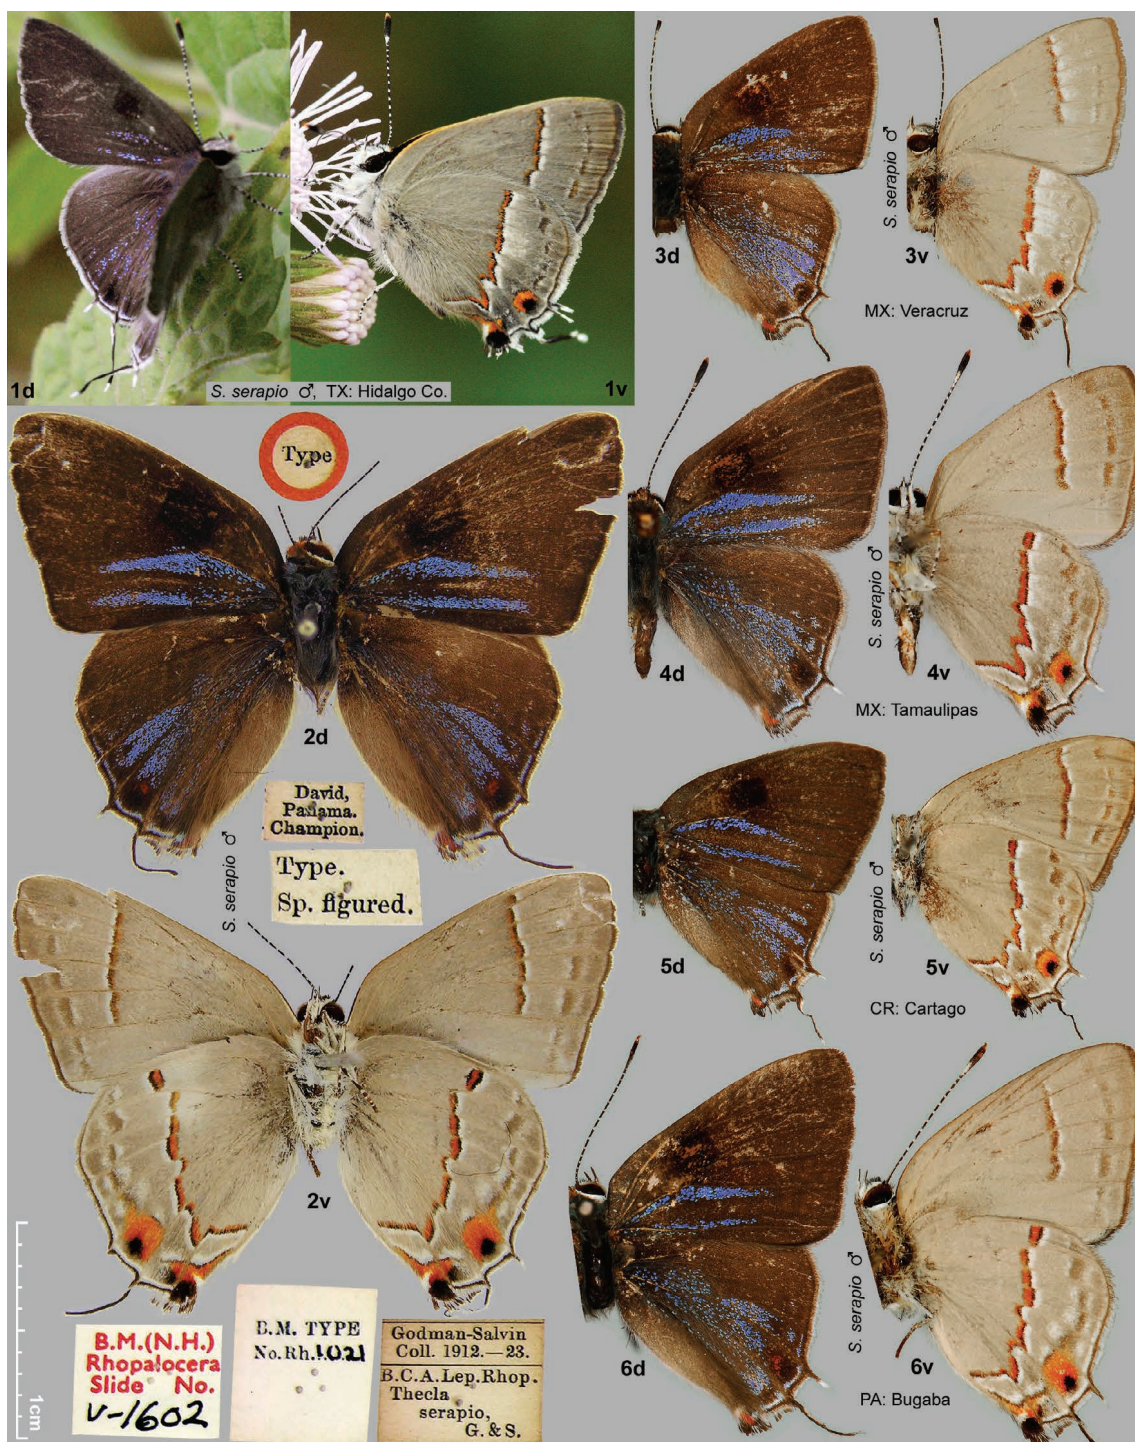 1d
1v
S. serapio ♂, TX: Hidalgo Co.
3d
S. serapio ♂
3v
MX: Veracruz
Type
2d
David,
Panama.
Champion.
Type.
Sp. figured.
S. serapio ♂
2v
4d
S. serapio ♂
4v
MX: Tamaulipas
5d
S. serapio ♂
5v
CR: Cartago
6d
S. serapio ♂
6v
PA: Bugaba
1cm
B.M.(N.H.)
Rhopalocera
Slide No.
V-1602
B.M. TYPE
No. Rh. 1021
Godman-Salvin
Coll. 1912.—23.
B.C.A. Lep. Rhop.
Thecla
serapio,
G. & S.